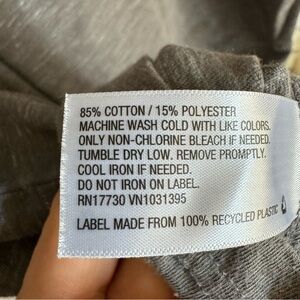 85% COTTON / 15% POLYESTER
MACHINE WASH COLD WITH LIKE COLORS.
ONLY NON-CHLORINE BLEACH IF NEEDED.
TUMBLE DRY LOW. REMOVE PROMPTLY.
COOL IRON IF NEEDED.
DO NOT IRON ON LABEL.
RN17730 VN1031395
LABEL MADE FROM 100% RECYCLED PLASTIC